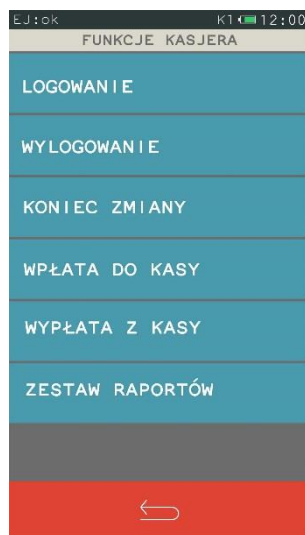 EJ:ok K1 12:00
FUNKCJE KASJERA
LOGOWANIE
WYLOGOWANIE
KONIEC ZMIANY
WPŁATA DO KASY
WYPŁATA Z KASY
ZESTAW RAPORTÓW